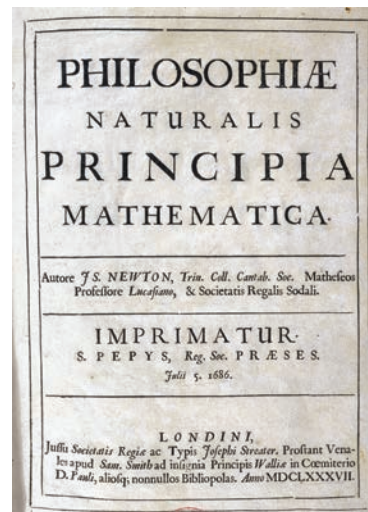 PHILOSOPHIÆ
NATURALIS
PRINCIPIA
MATHEMATICA.
Autore J S. NEWTON, Trin. Coll. Cantab. Soc. Matheseos
Professore Lucasiano, & Societatis Regalis Sodali.
IMPRIMATUR.
S. PEPYS, Reg. Soc. PRÆSES.
Julii 5. 1686.
LONDINI,
Jussu Societatis Regiæ ac Typis Josephi Streater. Prostant Vena-
les apud Sam. Smith ad insignia Principis Walliæ in Cœmiterio
D. Pauli, aliosq; nonnullos Bibliopolas. Anno MDCLXXXVII.